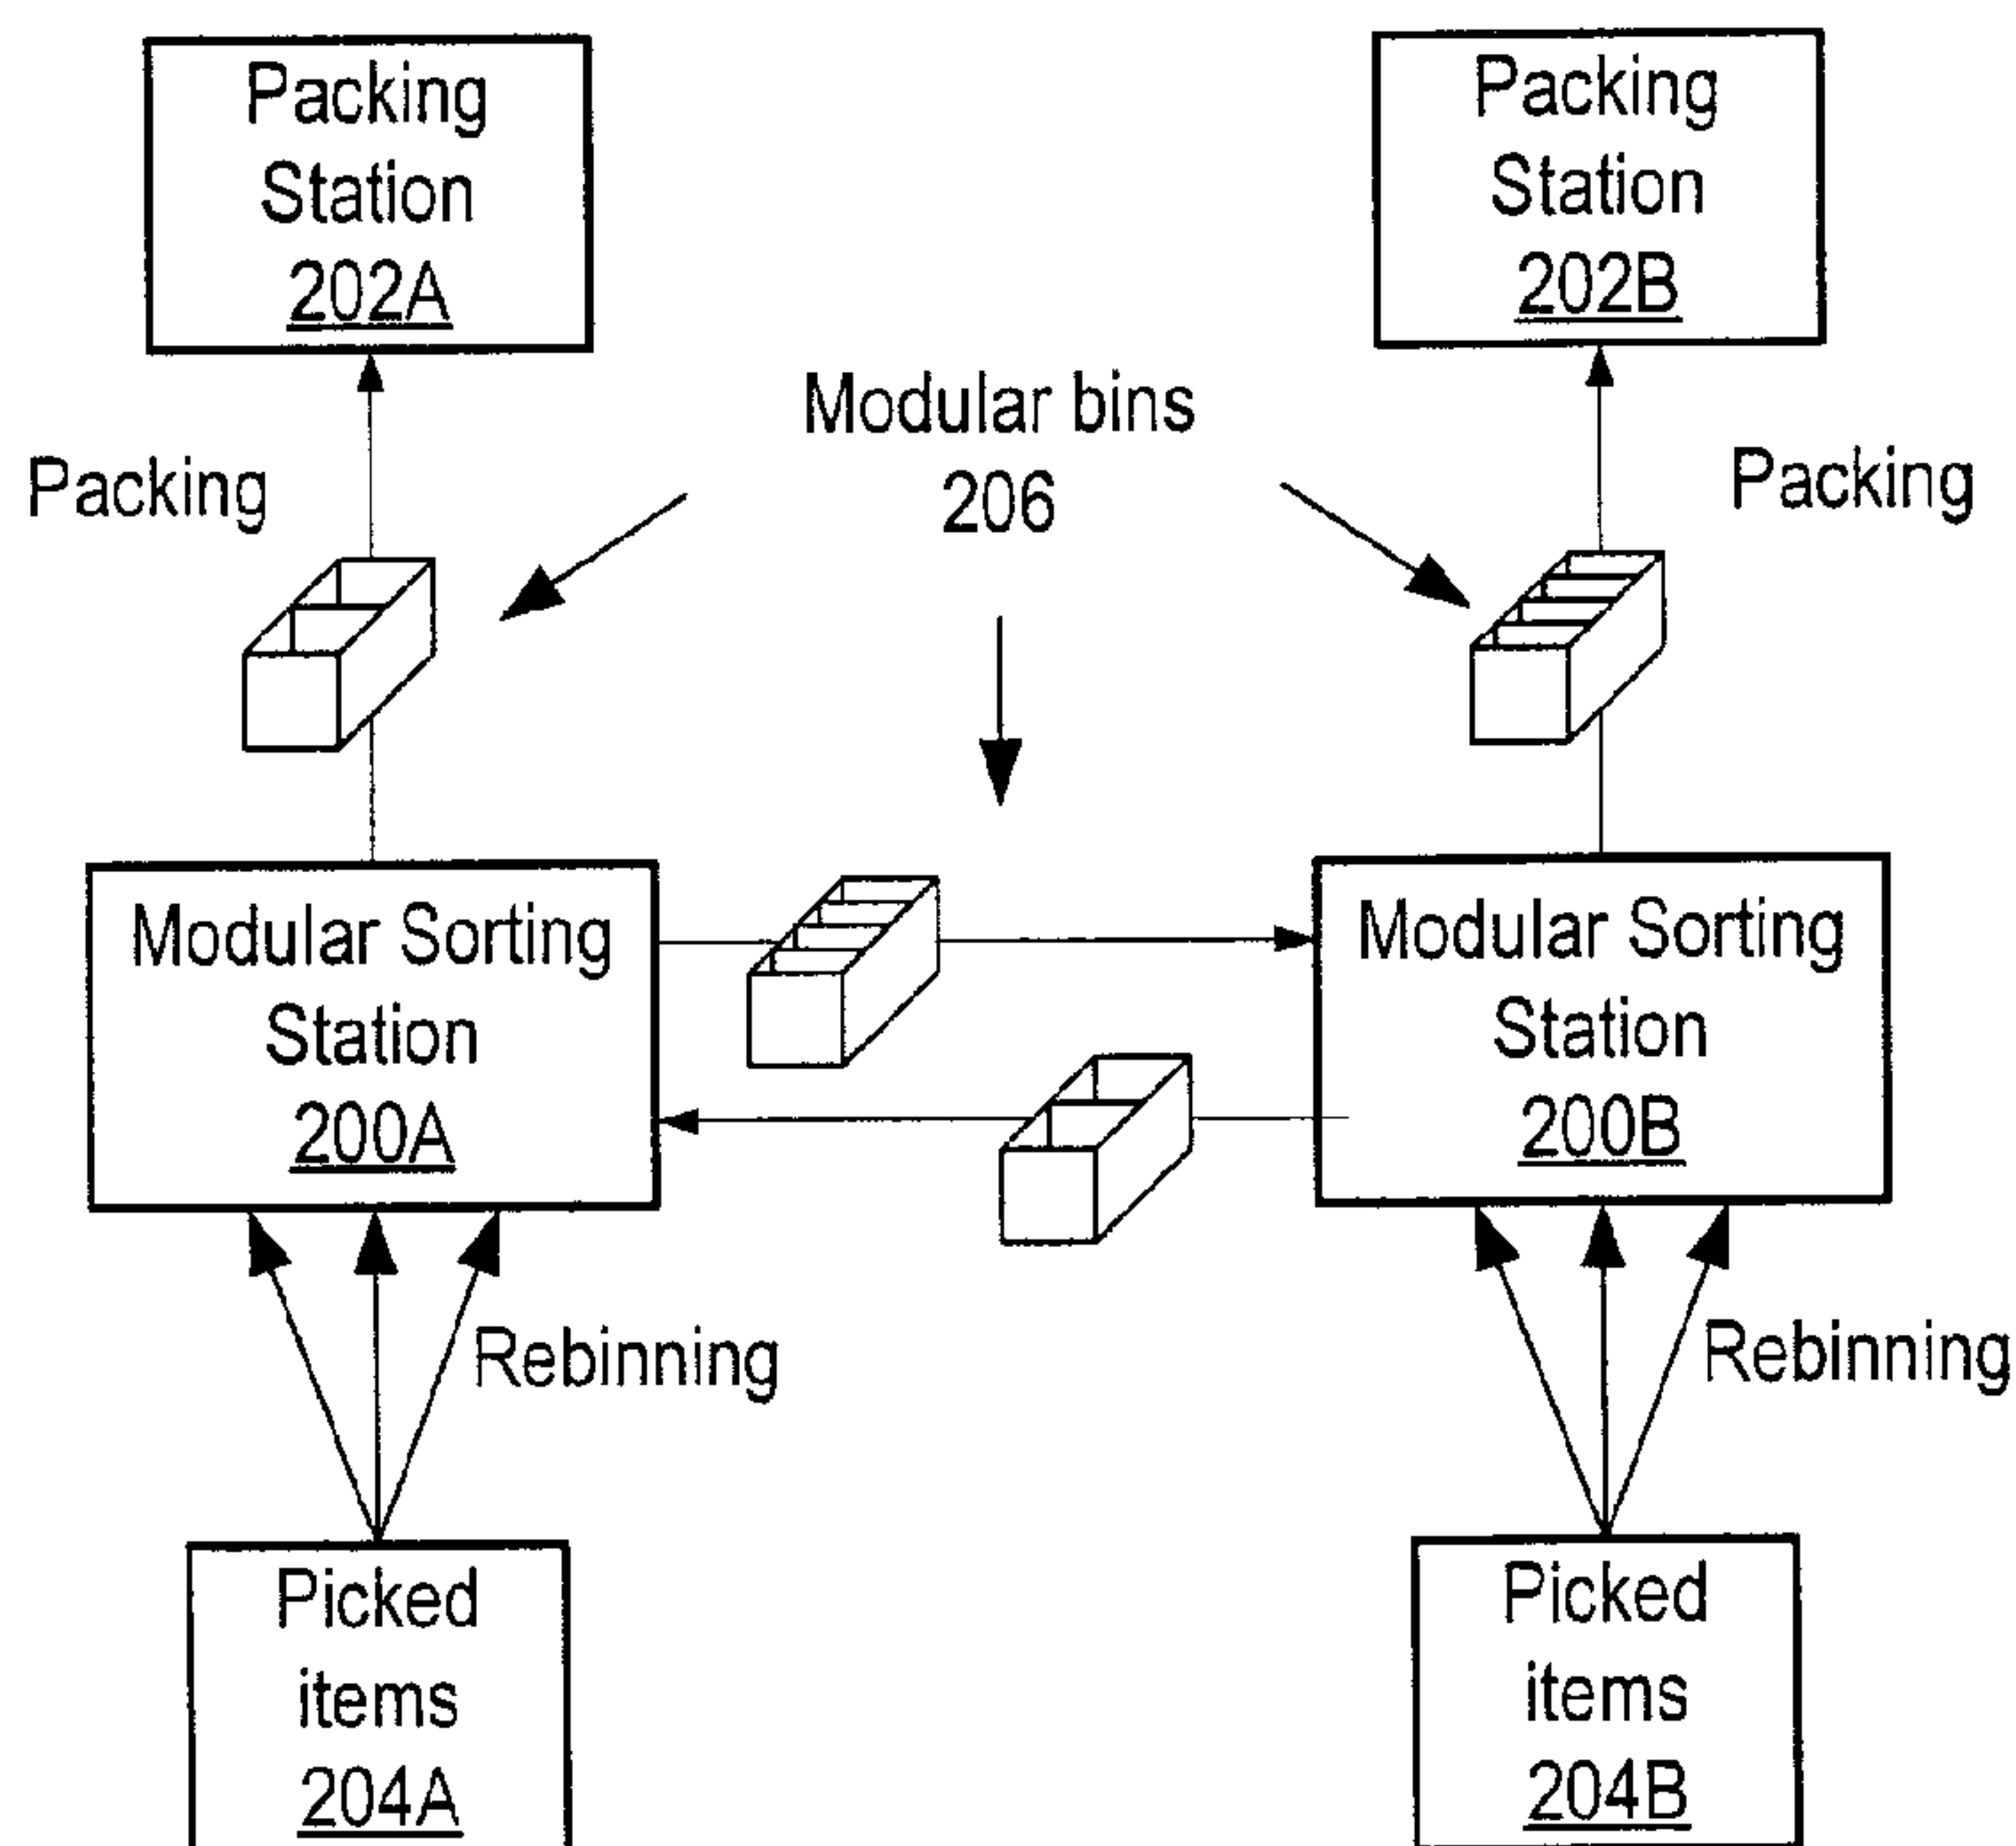 Packing
Station
202A
Packing
Station
202B
Modular bins
206
Packing
Packing
Modular Sorting
Station
200A
Modular Sorting
Station
200B
Rebinning
Rebinning
Picked
items
204A
Picked
items
204B